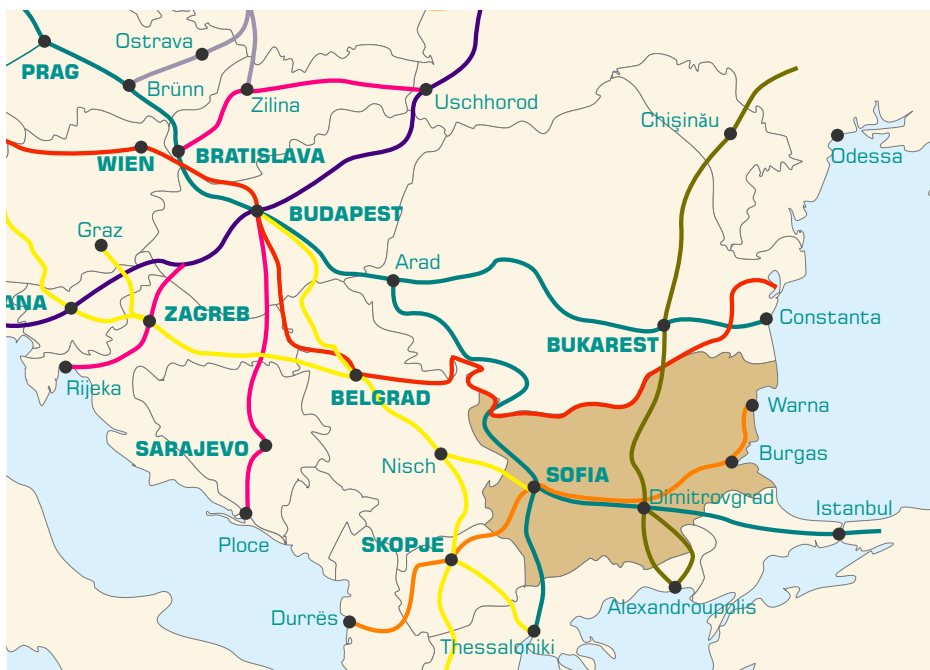 Ostrava
PRAG
Brünn
Zilina
Uschhorod
Chişinău
Odessa
WIEN
BRATISLAVA
BUDAPEST
Graz
Arad
ANA
ZAGREB
Constanta
BUKAREST
Rijeka
BELGRAD
Warna
SARAJEVO
Nisch
Burgas
SOFIA
Dimitrovgrad
Istanbul
Ploce
SKOPJE
Alexandroupolis
Durrës
Thessaloniki